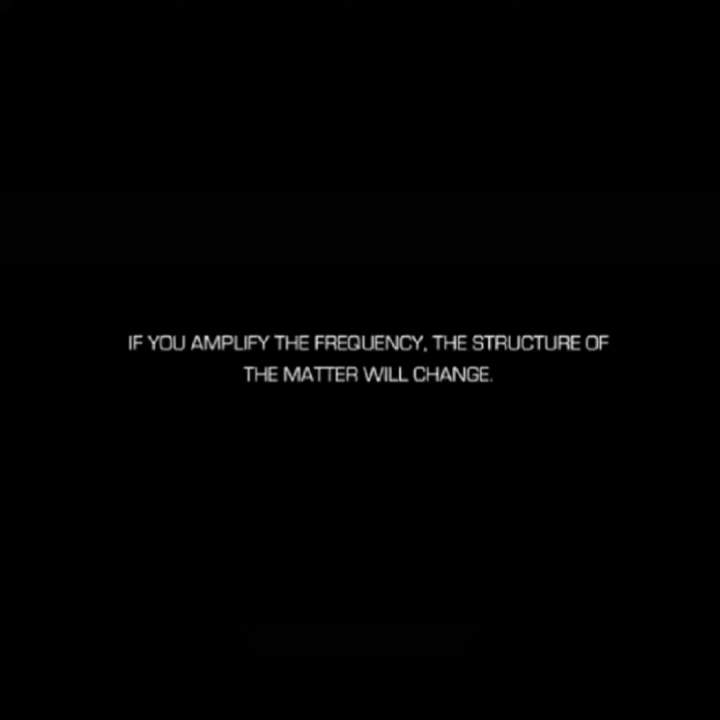 IF YOU AMPLIFY THE FREQUENCY, THE STRUCTURE OF
THE MATTER WILL CHANGE.